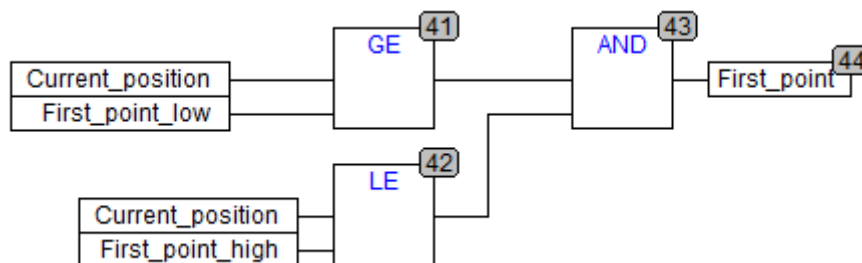 41
GE
43
AND
44
Current_position
First_point_low
First_point
42
LE
Current_position
First_point_high